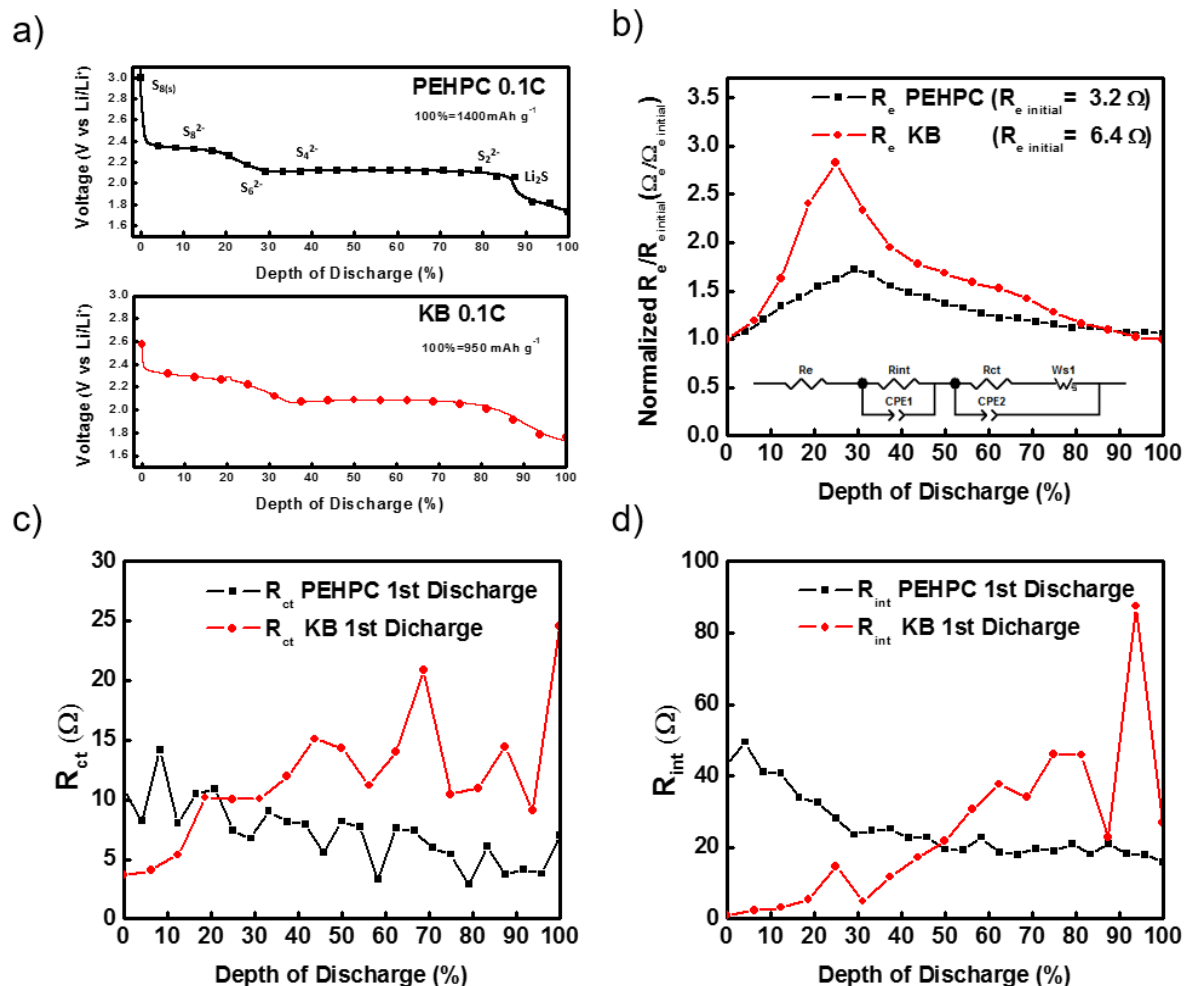 a)
PEHPC 0.1C
100%=1400mAh g⁻¹
S₈₍ₛ₎
S₈²⁻
S₆²⁻
S₄²⁻
S₂²⁻
Li₂S
Voltage (V vs Li/Li⁺)
3.0
2.8
2.6
2.4
2.2
2.0
1.8
1.6
0 10 20 30 40 50 60 70 80 90 100
Depth of Discharge (%)
KB 0.1C
100%=950 mAh g⁻¹
Voltage (V vs Li/Li⁺)
3.0
2.6
2.2
2.0
1.8
1.6
0 10 20 30 40 50 60 70 80 90 100
Depth of Discharge (%)
b)
Rₑ PEHPC (Rₑ ᵢₙᵢₜᵢₐₗ = 3.2 Ω)
Rₑ KB (Rₑ ᵢₙᵢₜᵢₐₗ = 6.4 Ω)
Normalized Rₑ/Rₑ ᵢₙᵢₜᵢₐₗ (Ωₑ/Ωₑ ᵢₙᵢₜᵢₐₗ)
3.5
3.0
2.5
2.0
1.5
1.0
0.5
0.0
Re Rint Rct Ws1
CPE1 CPE2
0 10 20 30 40 50 60 70 80 90 100
Depth of Discharge (%)
c)
R_ct PEHPC 1st Discharge
R_ct KB 1st Dicharge
R_ct (Ω)
30
25
20
15
10
5
0
0 10 20 30 40 50 60 70 80 90 100
Depth of Discharge (%)
d)
R_int PEHPC 1st Discharge
R_int KB 1st Dicharge
R_int (Ω)
100
80
60
40
20
0
0 10 20 30 40 50 60 70 80 90 100
Depth of Discharge (%)